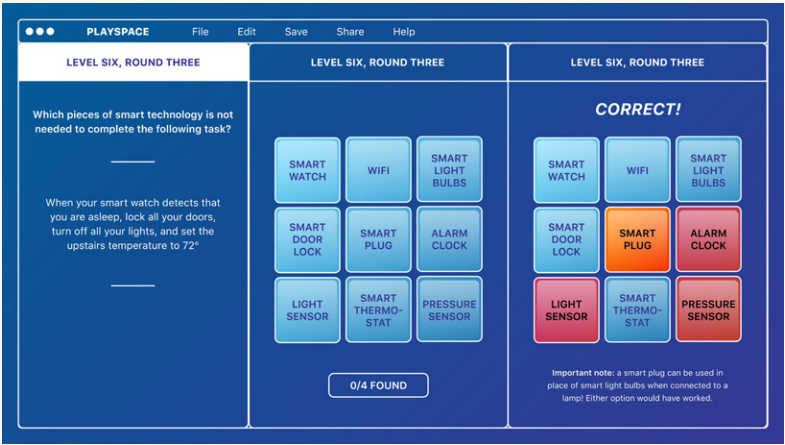 PLAYSPACE File Edit Save Share Help
LEVEL SIX, ROUND THREE
Which pieces of smart technology is not
needed to complete the following task?
When your smart watch detects that
you are asleep, lock all your doors,
turn off all your lights, and set the
upstairs temperature to 72°
LEVEL SIX, ROUND THREE
SMART
WATCH
WIFI
SMART
LIGHT
BULBS
SMART
DOOR
LOCK
SMART
PLUG
ALARM
CLOCK
LIGHT
SENSOR
SMART
THERMO-
STAT
PRESSURE
SENSOR
0/4 FOUND
LEVEL SIX, ROUND THREE
CORRECT!
SMART
WATCH
WIFI
SMART
LIGHT
BULBS
SMART
DOOR
LOCK
SMART
PLUG
ALARM
CLOCK
LIGHT
SENSOR
SMART
THERMO-
STAT
PRESSURE
SENSOR
Important note: a smart plug can be used in
place of smart light bulbs when connected to a
lamp! Either option would have worked.